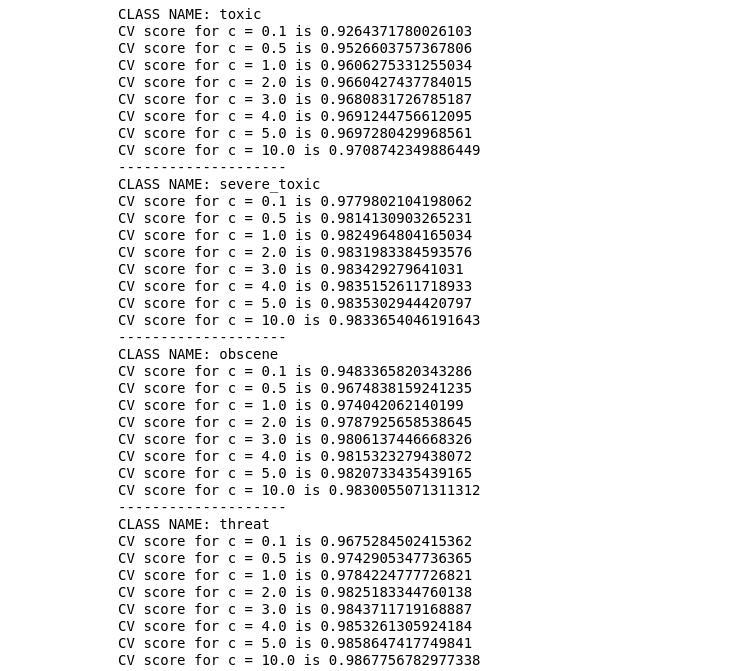 CLASS NAME: toxic
CV score for c = 0.1 is 0.9264371780026103
CV score for c = 0.5 is 0.9526603757367806
CV score for c = 1.0 is 0.9606275331255034
CV score for c = 2.0 is 0.9660427437784015
CV score for c = 3.0 is 0.9680831726785187
CV score for c = 4.0 is 0.9691244756612095
CV score for c = 5.0 is 0.9697280429968561
CV score for c = 10.0 is 0.9708742349886449
--------------------
CLASS NAME: severe_toxic
CV score for c = 0.1 is 0.9779802104198062
CV score for c = 0.5 is 0.9814130903265231
CV score for c = 1.0 is 0.9824964804165034
CV score for c = 2.0 is 0.9831983384593576
CV score for c = 3.0 is 0.983429279641031
CV score for c = 4.0 is 0.9835152611718933
CV score for c = 5.0 is 0.9835302944420797
CV score for c = 10.0 is 0.9833654046191643
--------------------
CLASS NAME: obscene
CV score for c = 0.1 is 0.9483365820343286
CV score for c = 0.5 is 0.9674838159241235
CV score for c = 1.0 is 0.974042062140199
CV score for c = 2.0 is 0.9787925658538645
CV score for c = 3.0 is 0.9806137446668326
CV score for c = 4.0 is 0.9815323279438072
CV score for c = 5.0 is 0.9820733435439165
CV score for c = 10.0 is 0.9830055071311312
--------------------
CLASS NAME: threat
CV score for c = 0.1 is 0.9675284502415362
CV score for c = 0.5 is 0.9742905347736365
CV score for c = 1.0 is 0.9784224777726821
CV score for c = 2.0 is 0.9825183344760138
CV score for c = 3.0 is 0.9843711719168887
CV score for c = 4.0 is 0.9853261305924184
CV score for c = 5.0 is 0.9858647417749841
CV score for c = 10.0 is 0.9867756782977338